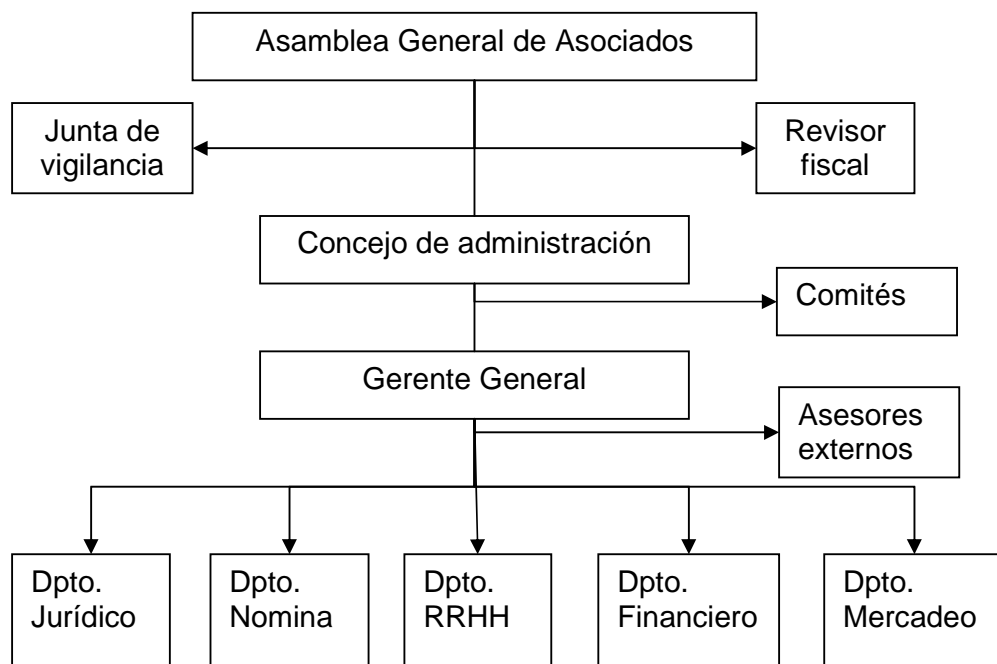 Asamblea General de Asociados
Junta de
vigilancia
Revisor
fiscal
Concejo de administración
Comités
Gerente General
Asesores
externos
Dpto.
Jurídico
Dpto.
Nomina
Dpto.
RRHH
Dpto.
Financiero
Dpto.
Mercadeo